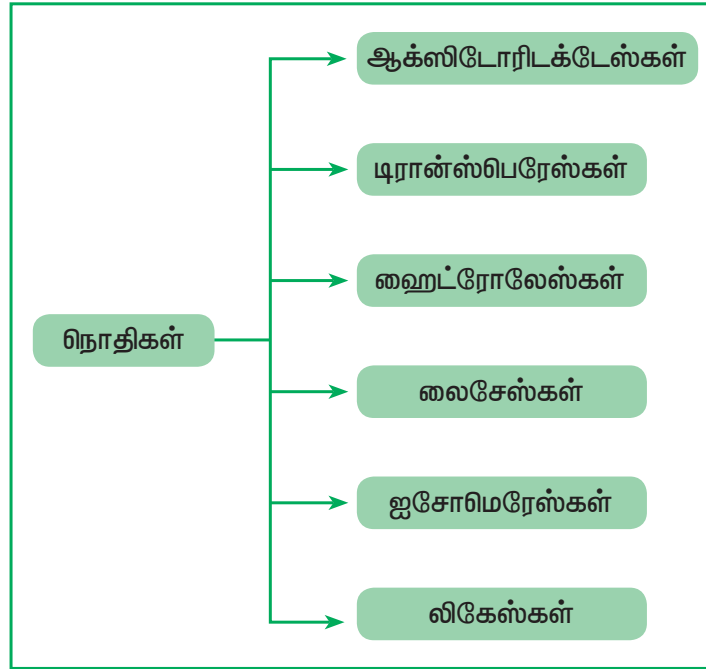 ஆக்ஸிடோரிடக்டேஸ்கள்
டிரான்ஸ்பெரேஸ்கள்
ஹைட்ரோலேஸ்கள்
நொதிகள்
லைசேஸ்கள்
ஐசோமெரேஸ்கள்
லிகேஸ்கள்